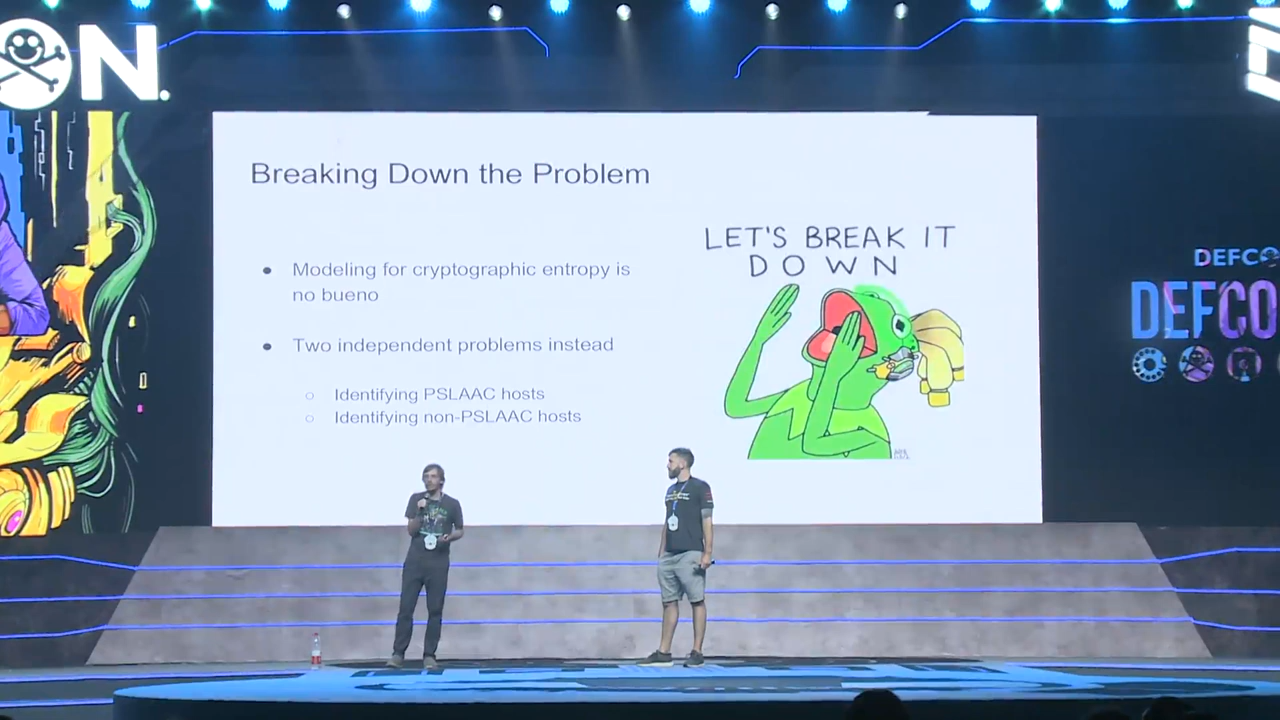 N.
Breaking Down the Problem
LET'S BREAK IT
DOWN
● Modeling for cryptographic entropy is
no bueno
● Two independent problems instead
○ Identifying PSLAAC hosts
○ Identifying non-PSLAAC hosts
DEFCO
DEFCO